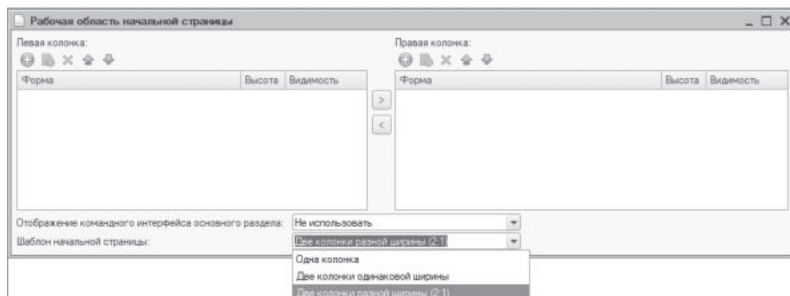 Рабочая область начальной страницы
Левая колонка:
Правая колонка:
Форма Высота Видимость
Форма Высота Видимость
>
<
Отображение командного интерфейса основного раздела: Не использовать
Шаблон начальной страницы: Две колонки разной ширины (2:1)
Одна колонка
Две колонки одинаковой ширины
Две колонки разной ширины (2:1)